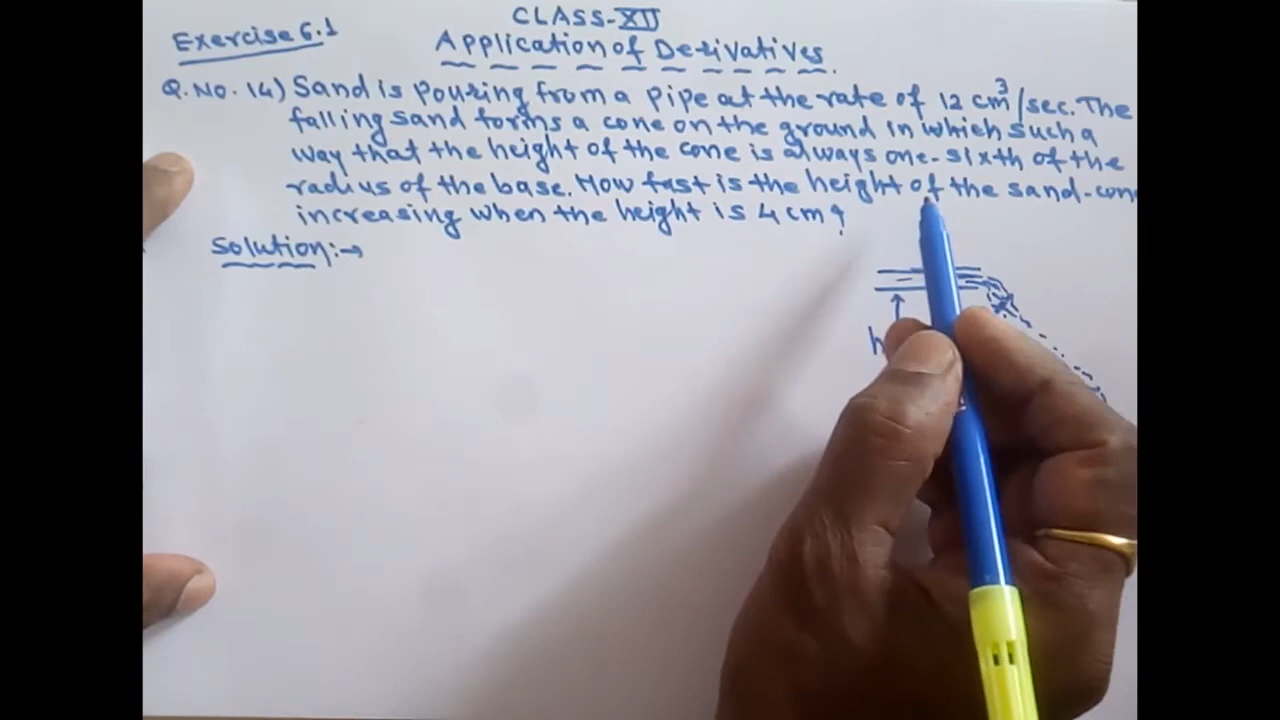 CLASS-XII
Exercise 6.1
Application of Derivatives
Q. No. 14) Sand is pouring from a pipe at the rate of 12 cm³/sec. The
falling sand forms a cone on the ground in which such a
way that the height of the cone is always one-sixth of the
radius of the base. How fast is the height of the sand-con
increasing when the height is 4 cm?
Solution:→
h